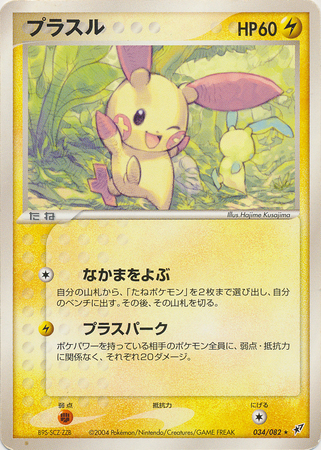 プラスル HP60
たね
Illus. Hajime Kusajima
なかまをよぶ
自分の山札から、「たねポケモン」を2枚まで選び出し、自分のベンチに出す。その後、その山札を切る。
プラスパーク
ポケパワーを持っている相手のポケモン全員に、弱点・抵抗力に関係なく、それぞれ20ダメージ。
弱点 抵抗力 にげる
895-SCZ-ZZB ©2004 Pokémon/Nintendo/Creatures/GAME FREAK 034/082 ★